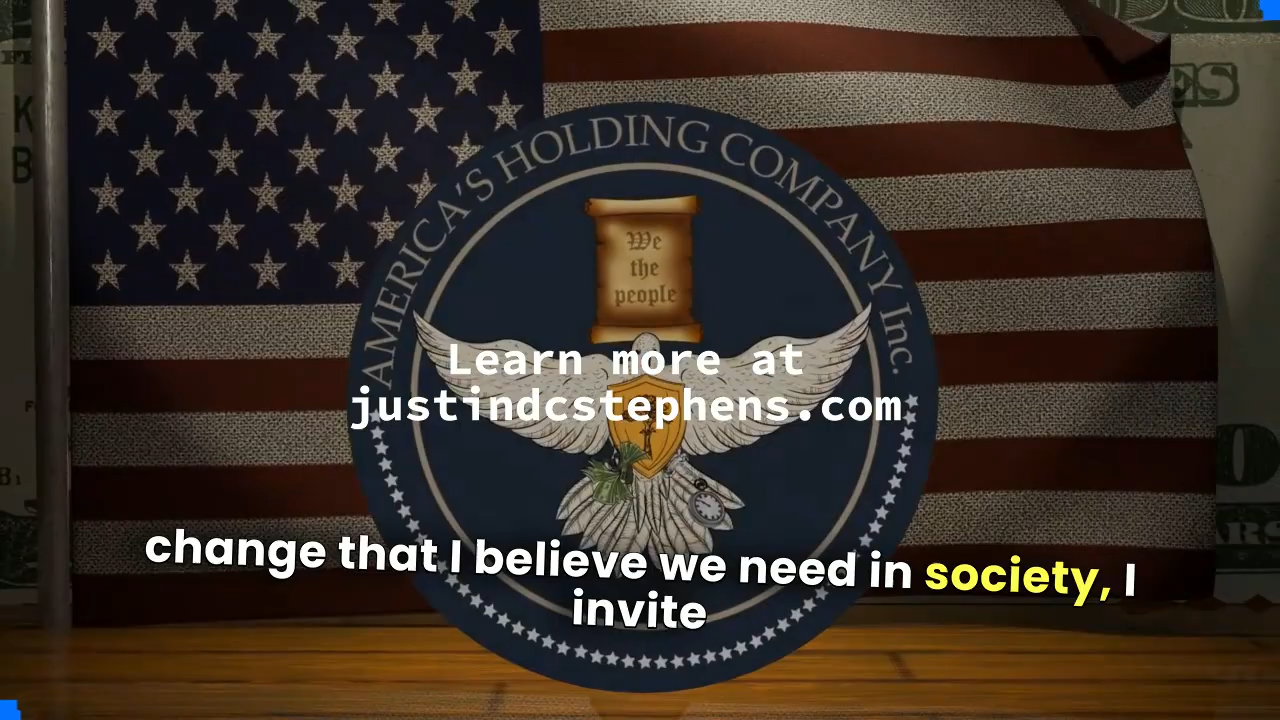 AMERICA'S HOLDING COMPANY Inc.
We
the
people
Learn more at
justindcstephens.com
change that I believe we need in society, I
invite